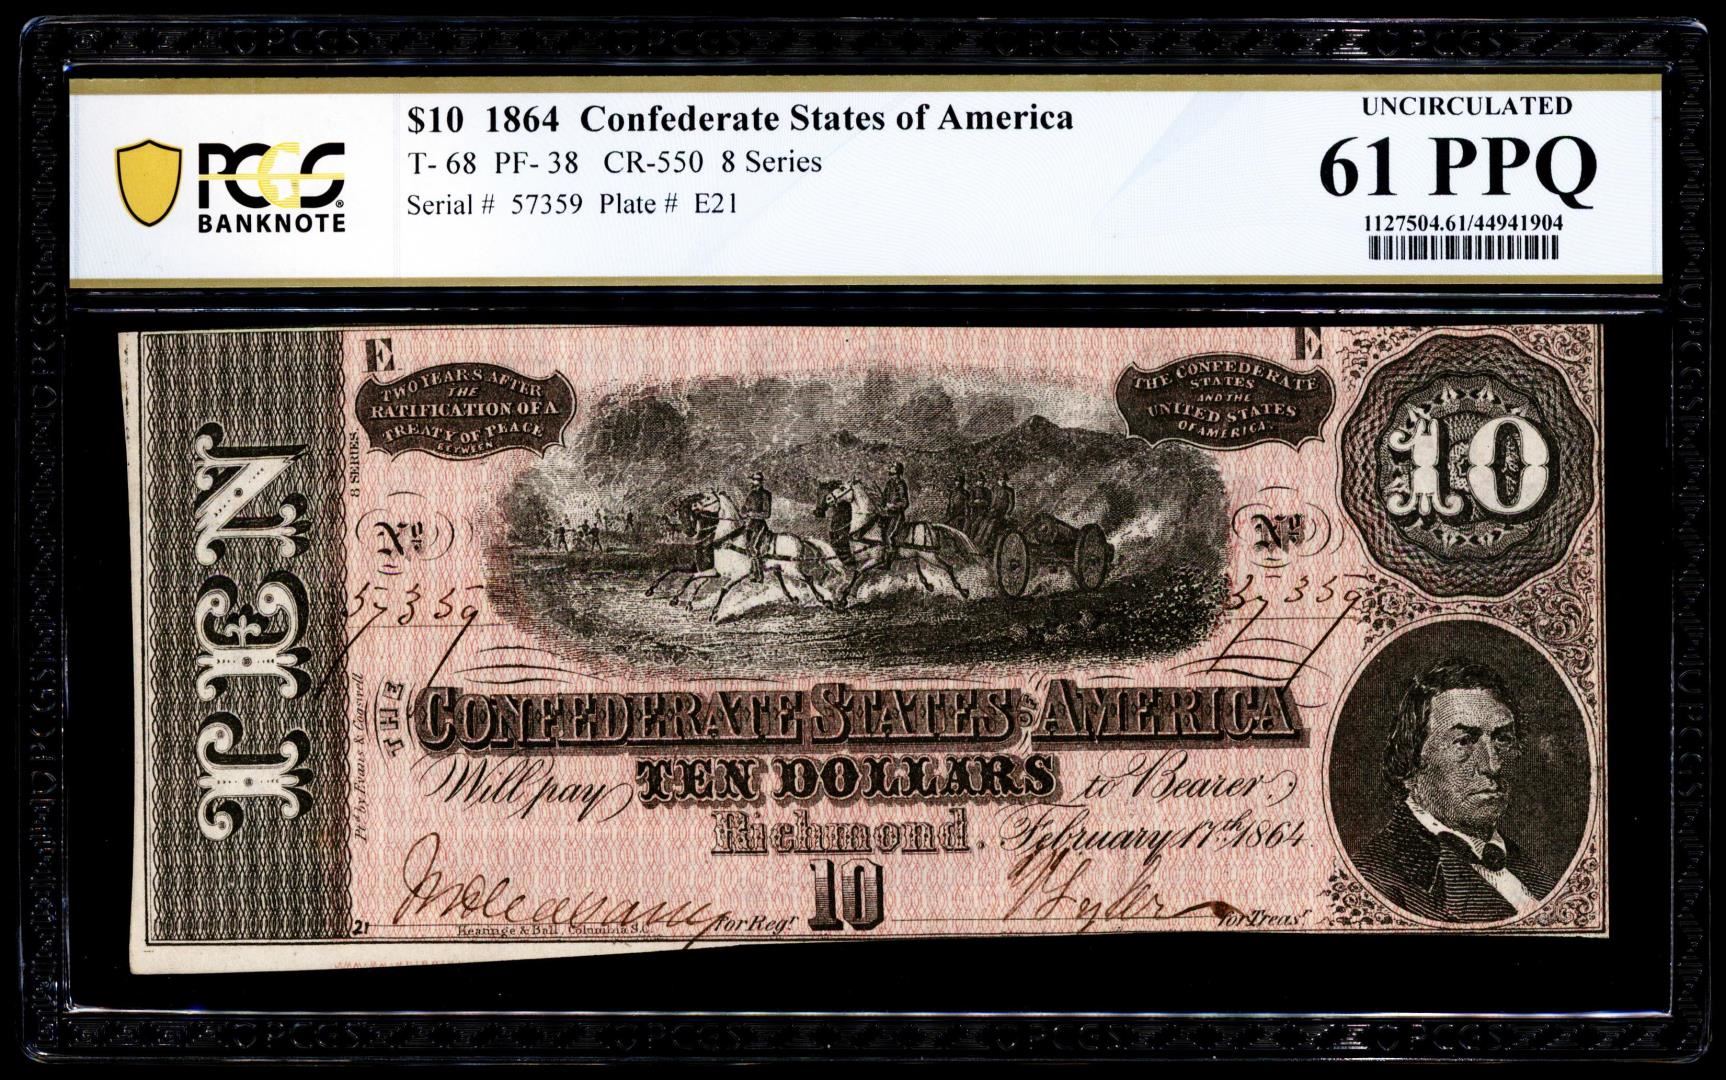 $10 1864 Confederate States of America
T- 68 PF- 38 CR-550 8 Series
Serial # 57359 Plate # E21
PCGS
BANKNOTE
UNCIRCULATED
61 PPQ
1127504.61/44941904
E
E
TWO YEARS AFTER
THE
RATIFICATION OF A
TREATY OF PEACE
BETWEEN
THE CONFEDERATE
STATES
AND THE
UNITED STATES
OF AMERICA.
10
TEN
8 SERIES.
No
No
57359
57359
THE CONFEDERATE STATES OF AMERICA
Will pay TEN DOLLARS to Bearer.
Richmond. February 17th, 1864.
Ptd by Evans & Cogswell
for Regr
10
for Treasr
21
Keatinge & Ball, Columbia S.C.